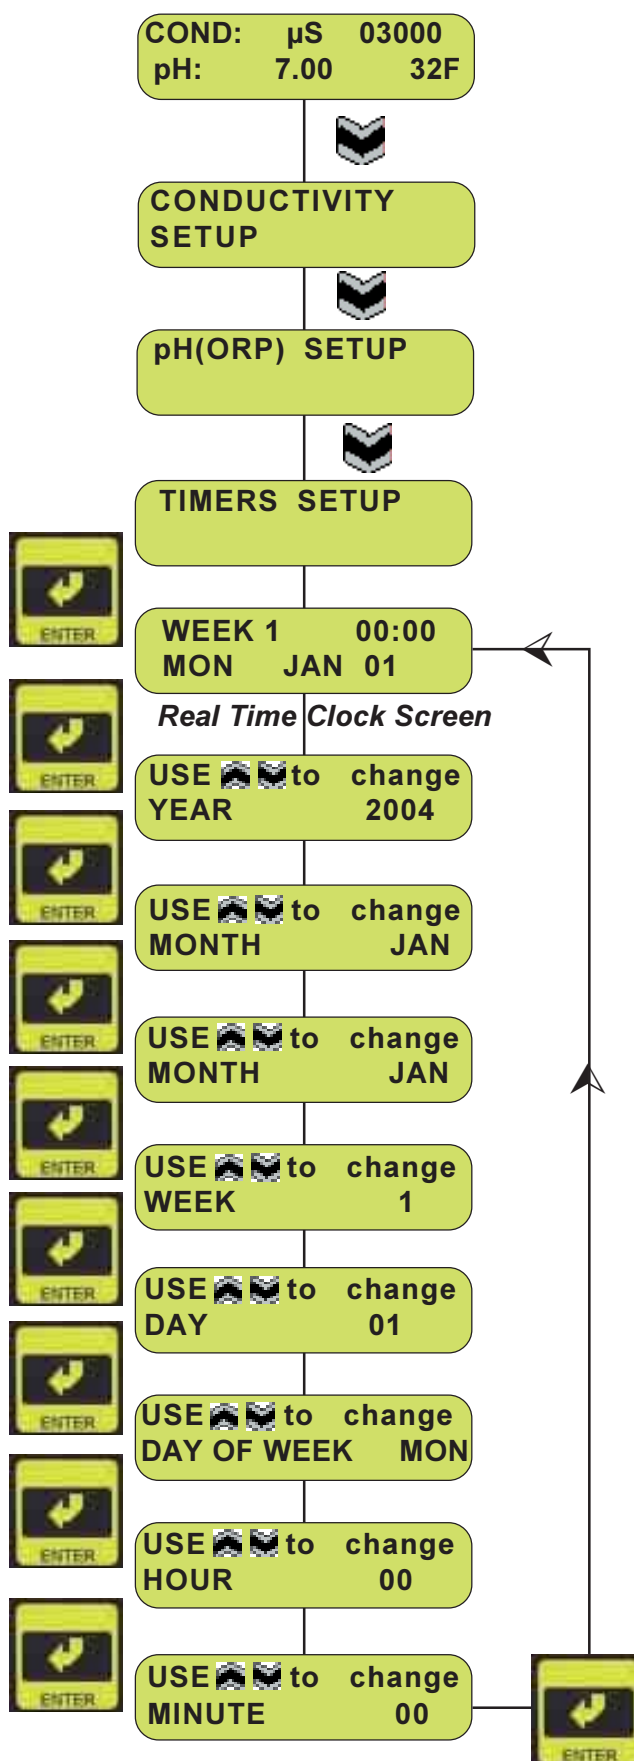 COND: µS 03000
pH: 7.00 32F
CONDUCTIVITY
SETUP
pH(ORP) SETUP
TIMERS SETUP
ENTER
WEEK 1 00:00
MON JAN 01
Real Time Clock Screen
ENTER
USE to change
YEAR 2004
ENTER
USE to change
MONTH JAN
ENTER
USE to change
MONTH JAN
ENTER
USE to change
WEEK 1
ENTER
USE to change
DAY 01
ENTER
USE to change
DAY OF WEEK MON
ENTER
USE to change
HOUR 00
ENTER
USE to change
MINUTE 00
ENTER
ENTER